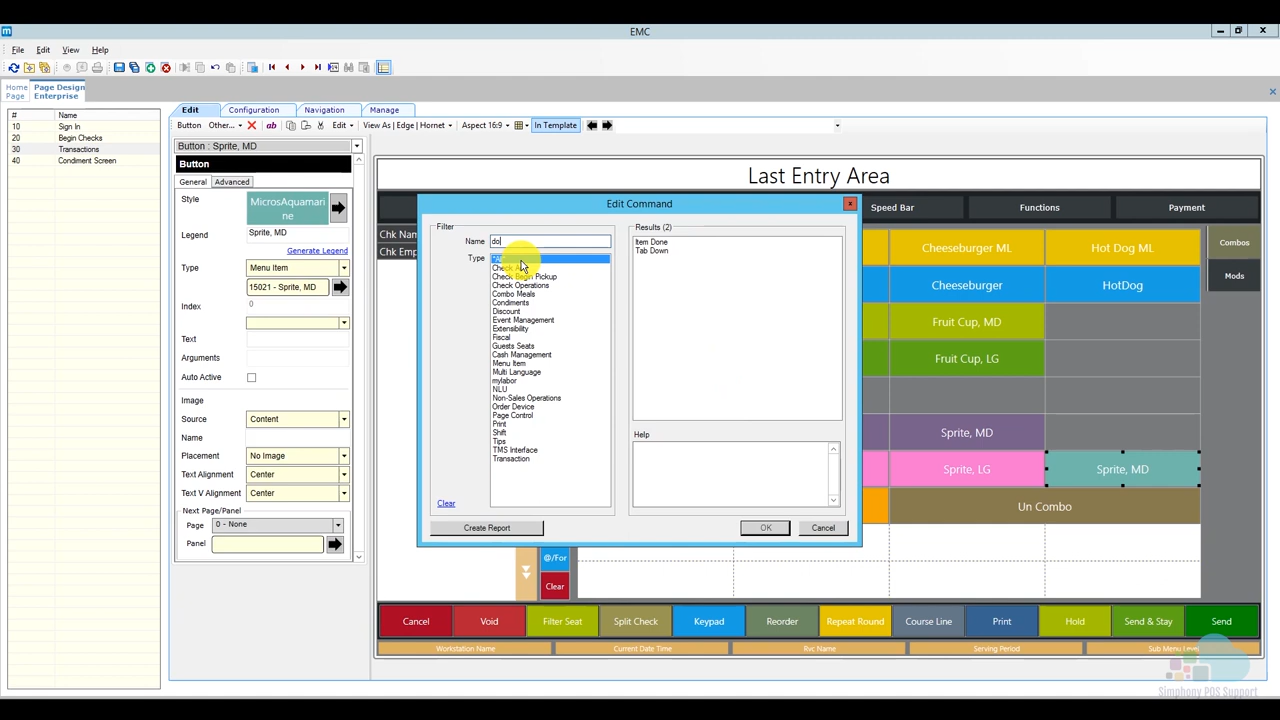 EMC
File Edit View Help
Home Page
Page Design Enterprise
# Name
10 Sign In
20 Begin Checks
30 Transactions
40 Condiment Screen
Edit Configuration Navigation Manage
Button Other... ab Edit View As | Edge | Hornet Aspect 16:9 In Template
Button : Sprite, MD
Button
General Advanced
Style MicrosAquamari
ne
Legend Sprite, MD
Generate Legend
Type Menu Item
15021 - Sprite, MD
Index 0
Text
Arguments
Auto Active
Image
Source Content
Name
Placement No Image
Text Alignment Center
Text V Alignment Center
Next Page/Panel
Page 0 - None
Panel
Last Entry Area
Speed Bar Functions Payment
Chk Nam
Chk Emp
Edit Command
Filter
Name do
Type
Check Begin Pickup
Check Operations
Combo Meals
Condiments
Discount
Event Management
Extensibility
Fiscal
Guests Seats
Cash Management
Menu Item
Multi Language
mylabor
NLU
Non-Sales Operations
Order Device
Page Control
Print
Shift
Tips
TMS Interface
Transaction
Clear
Create Report
Results (2)
Item Done
Tab Down
Help
OK Cancel
Cheeseburger ML Hot Dog ML Combos
Cheeseburger HotDog Mods
Fruit Cup, MD
Fruit Cup, LG
Sprite, MD
Sprite, LG Sprite, MD
Un Combo
@/For
Clear
Cancel Void Filter Seat Split Check Keypad Reorder Repeat Round Course Line Print Hold Send & Stay Send
Workstation Name Current Date Time Rvc Name Serving Period Sub Menu Level
Simphony POS Support